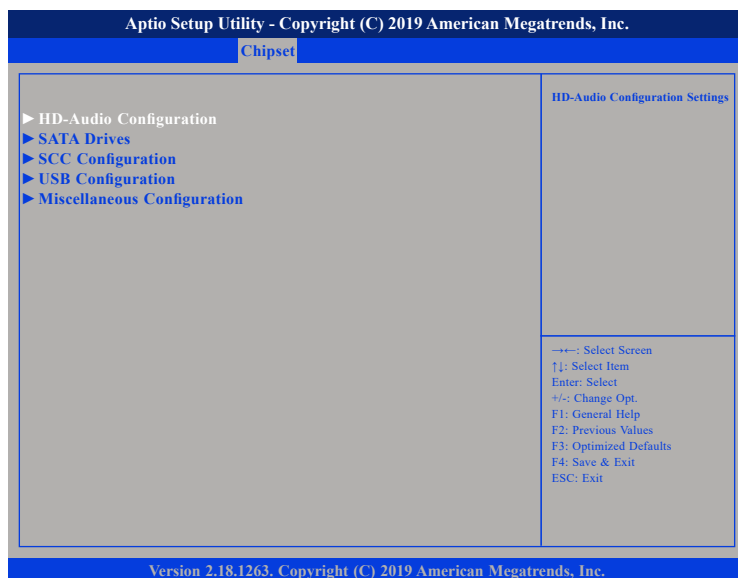 Aptio Setup Utility - Copyright (C) 2019 American Megatrends, Inc.
Chipset
► HD-Audio Configuration
► SATA Drives
► SCC Configuration
► USB Configuration
► Miscellaneous Configuration
HD-Audio Configuration Settings
→←: Select Screen
↑↓: Select Item
Enter: Select
+/-: Change Opt.
F1: General Help
F2: Previous Values
F3: Optimized Defaults
F4: Save & Exit
ESC: Exit
Version 2.18.1263. Copyright (C) 2019 American Megatrends, Inc.